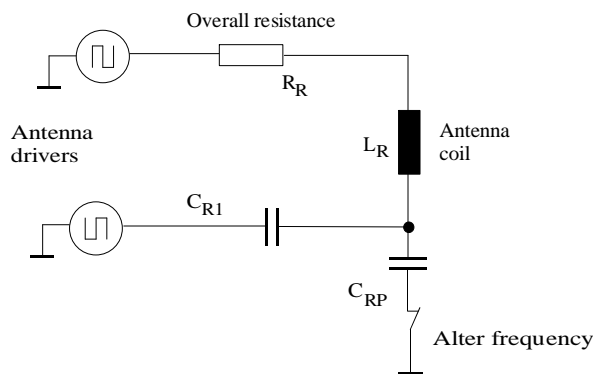 Overall resistance
R_R
Antenna
drivers
L_R
Antenna
coil
C_R1
C_RP
Alter frequency